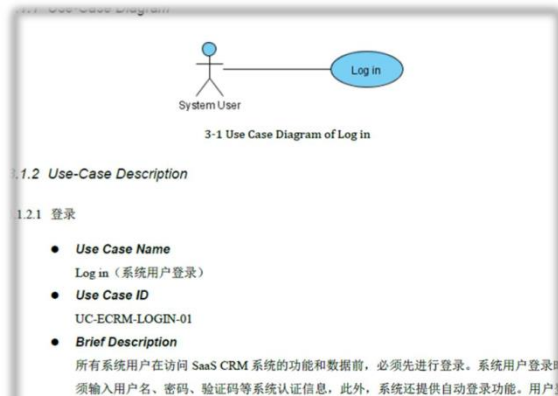 Log in
System User
3-1 Use Case Diagram of Log in
.1.2 Use-Case Description
1.2.1 登录
● Use Case Name
Log in（系统用户登录）
● Use Case ID
UC-ECRM-LOGIN-01
● Brief Description
所有系统用户在访问 SaaS CRM 系统的功能和数据前，必须先进行登录。系统用户登录
须输入用户名、密码、验证码等系统认证信息，此外，系统还提供自动登录功能。用户